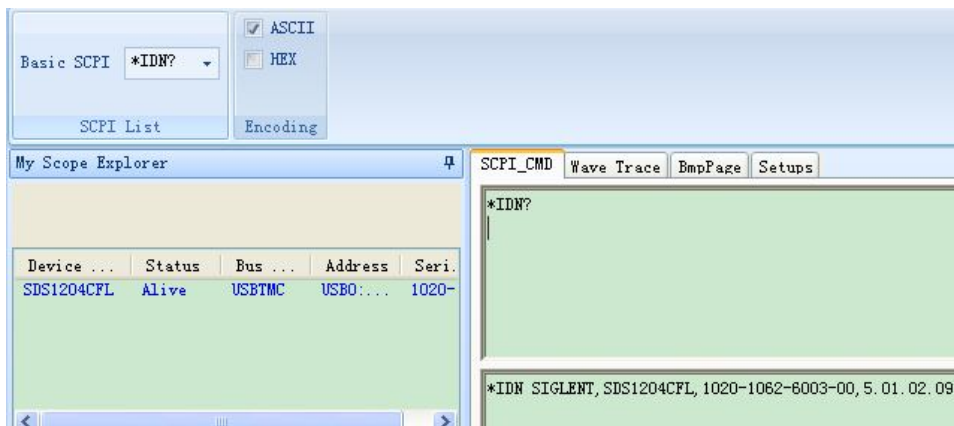 ASCII
Basic SCPI *IDN?
HEX
SCPI List
Encoding
My Scope Explorer
SCPI_CMD Wave Trace BmpPage Setups
*IDN?
Device ... Status Bus ... Address Seri.
SDS1204CFL Alive USBTMC USB0:... 1020-
*IDN SIGLENT,SDS1204CFL,1020-1062-6003-00,5.01.02.09